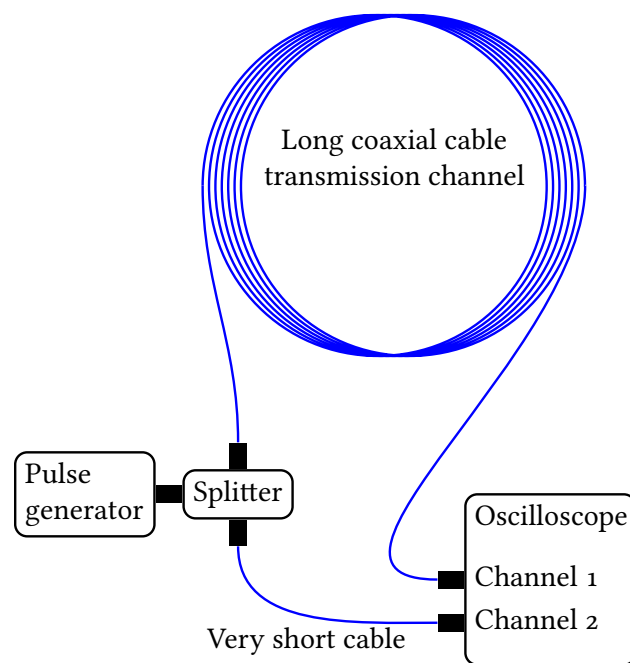 Long coaxial cable
transmission channel
Pulse
generator
Splitter
Oscilloscope
Channel 1
Channel 2
Very short cable